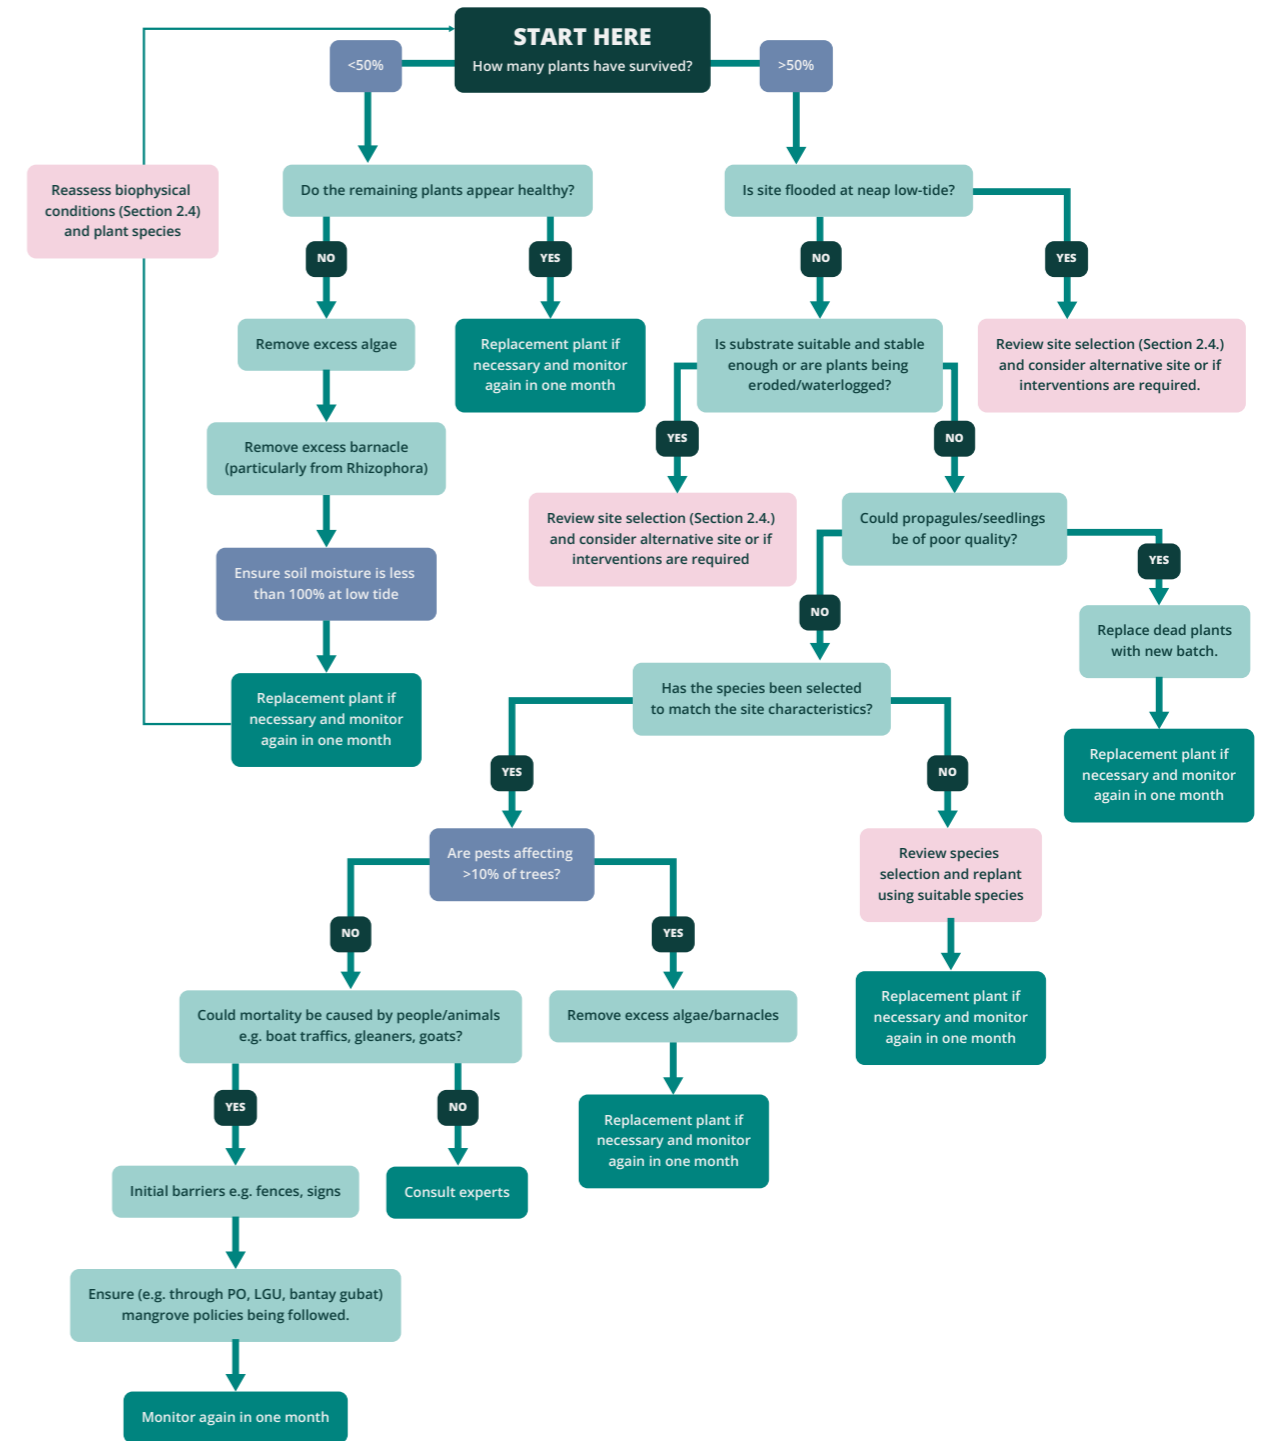 START HERE
How many plants have survived?
<50%
>50%
Reassess biophysical
conditions (Section 2.4)
and plant species
Do the remaining plants appear healthy?
Is site flooded at neap low-tide?
NO
YES
NO
YES
Remove excess algae
Replacement plant if
necessary and monitor
again in one month
Is substrate suitable and stable
enough or are plants being
eroded/waterlogged?
Review site selection (Section 2.4.)
and consider alternative site or if
interventions are required.
Remove excess barnacle
(particularly from Rhizophora)
YES
NO
Review site selection (Section 2.4.)
and consider alternative site or if
interventions are required
Could propagules/seedlings
be of poor quality?
Ensure soil moisture is less
than 100% at low tide
YES
NO
Replace dead plants
with new batch.
Replacement plant if
necessary and monitor
again in one month
Has the species been selected
to match the site characteristics?
Replacement plant if
necessary and monitor
again in one month
YES
NO
Are pests affecting
>10% of trees?
Review species
selection and replant
using suitable species
NO
YES
Could mortality be caused by people/animals
e.g. boat traffics, gleaners, goats?
Remove excess algae/barnacles
Replacement plant if
necessary and monitor
again in one month
YES
NO
Replacement plant if
necessary and monitor
again in one month
Initial barriers e.g. fences, signs
Consult experts
Ensure (e.g. through PO, LGU, bantay gubat)
mangrove policies being followed.
Monitor again in one month